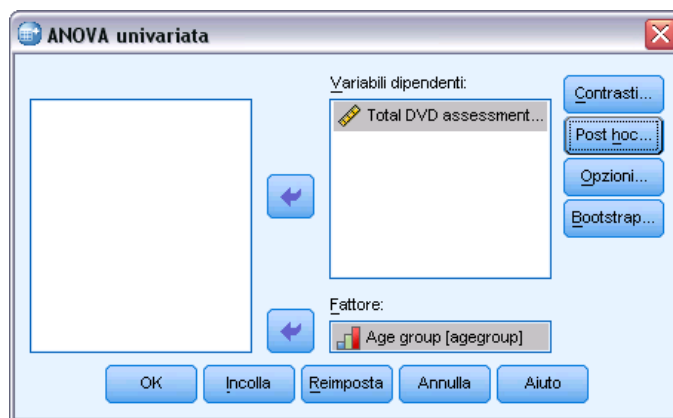 ANOVA univariata
Variabili dipendenti:
Total DVD assessment...
Contrasti...
Post hoc...
Opzioni...
Bootstrap...
Fattore:
Age group [agegroup]
OK
Incolla
Reimposta
Annulla
Aiuto